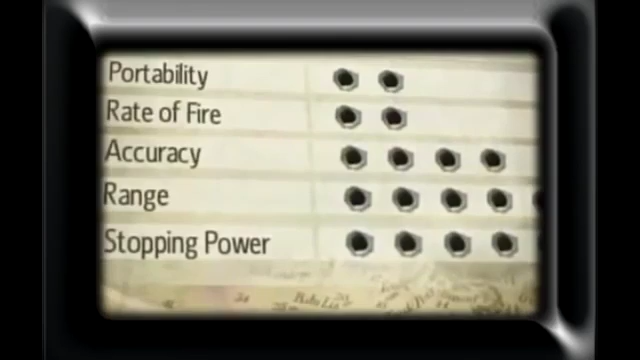 Portability
Rate of Fire
Accuracy
Range
Stopping Power